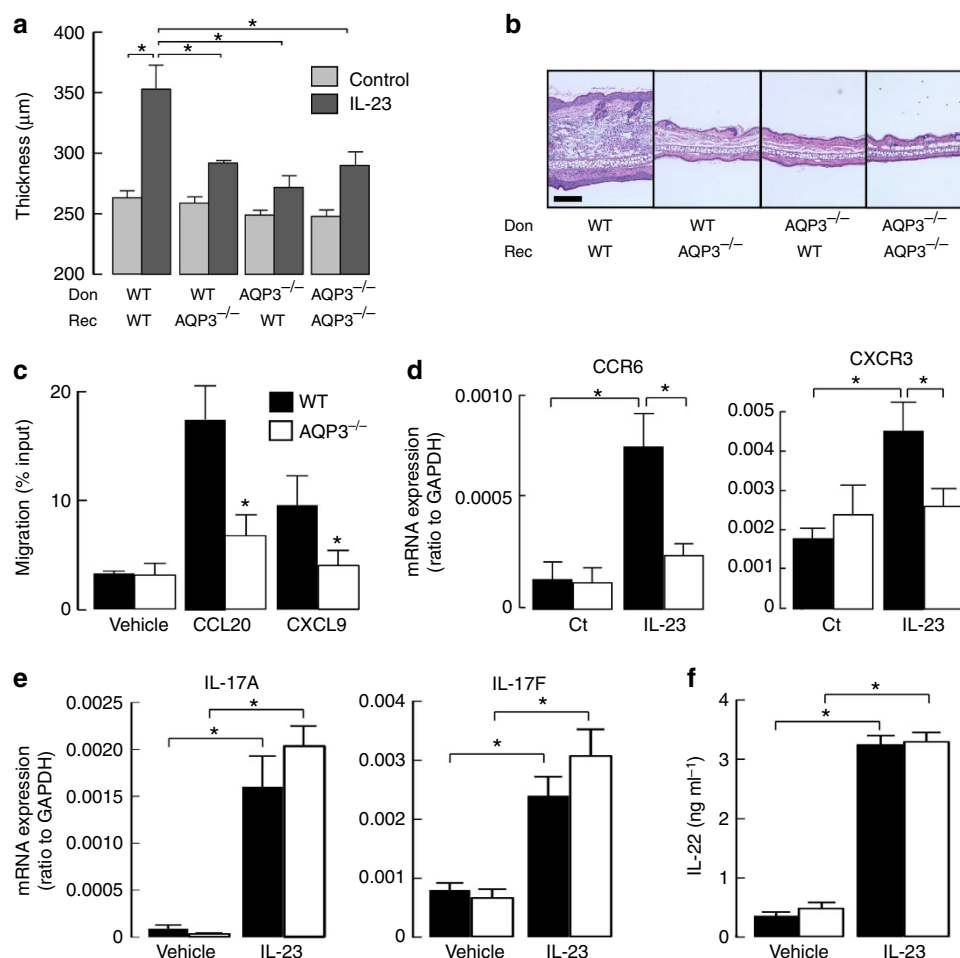 a
Thickness (μm)
400
350
300
250
200
*
*
*
*
Control
IL-23
Don WT WT AQP3−/− AQP3−/−
Rec WT AQP3−/− WT AQP3−/−
b
Don WT WT AQP3−/− AQP3−/−
Rec WT AQP3−/− WT AQP3−/−
c
Migration (% input)
20
10
0
WT
AQP3−/−
*
*
Vehicle CCL20 CXCL9
d
mRNA expression
(ratio to GAPDH)
CCR6
0.0010
0.0005
0
* *
Ct IL-23
CXCR3
0.005
0.004
0.003
0.002
0.001
0
* *
Ct IL-23
e
mRNA expression
(ratio to GAPDH)
IL-17A
0.0025
0.0020
0.0015
0.0010
0.0005
0
*
*
Vehicle IL-23
IL-17F
0.004
0.003
0.002
0.001
0
*
*
Vehicle IL-23
f
IL-22 (ng ml−1)
4
3
2
1
0
*
*
Vehicle IL-23